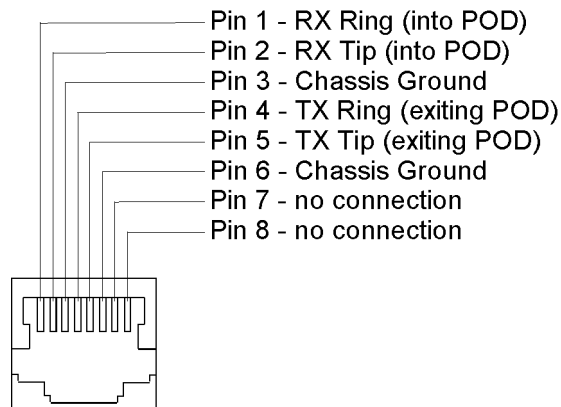 Pin 1 - RX Ring (into POD)
Pin 2 - RX Tip (into POD)
Pin 3 - Chassis Ground
Pin 4 - TX Ring (exiting POD)
Pin 5 - TX Tip (exiting POD)
Pin 6 - Chassis Ground
Pin 7 - no connection
Pin 8 - no connection